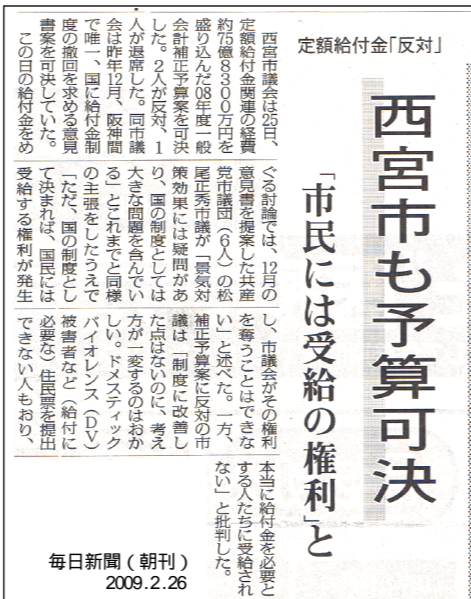 定額給付金「反対」
西宮市も予算可決
「市民には受給の権利」と
西宮市議会は25日、
定額給付金関連の経費
約75億8300万円を
盛り込んだ08年度一般
会計補正予算案を可決
した。2人が反対、1
人が退席した。同市議
会は昨年12月、阪神間
で唯一、国に給付金制
度の撤回を求める意見
書案を可決していた。
この日の給付金をめ
ぐる討論では、12月の
意見書を提案した共産
党市議団(6人)の松
尾正秀市議が「景気対
策効果には疑問があ
り、国の制度としては
大きな問題を含んでい
る」とこれまでと同様
の主張をしたうえで
「ただ、国の制度とし
て決まれば、国民には
受給する権利が発生
し、市議会がその権利
を奪うことはできな
い」と述べた。一方、
補正予算案に反対の市
議は「制度に改善し
た点はないのに、考え
方が一変するのはおか
しい。ドメスティック
バイオレンス(DV)
被害者など(給付に
必要な)住民票を提出
できない人もおり、
本当に給付金を必要と
する人たちに受給され
ない」と批判した。
毎日新聞(朝刊)
2009.2.26